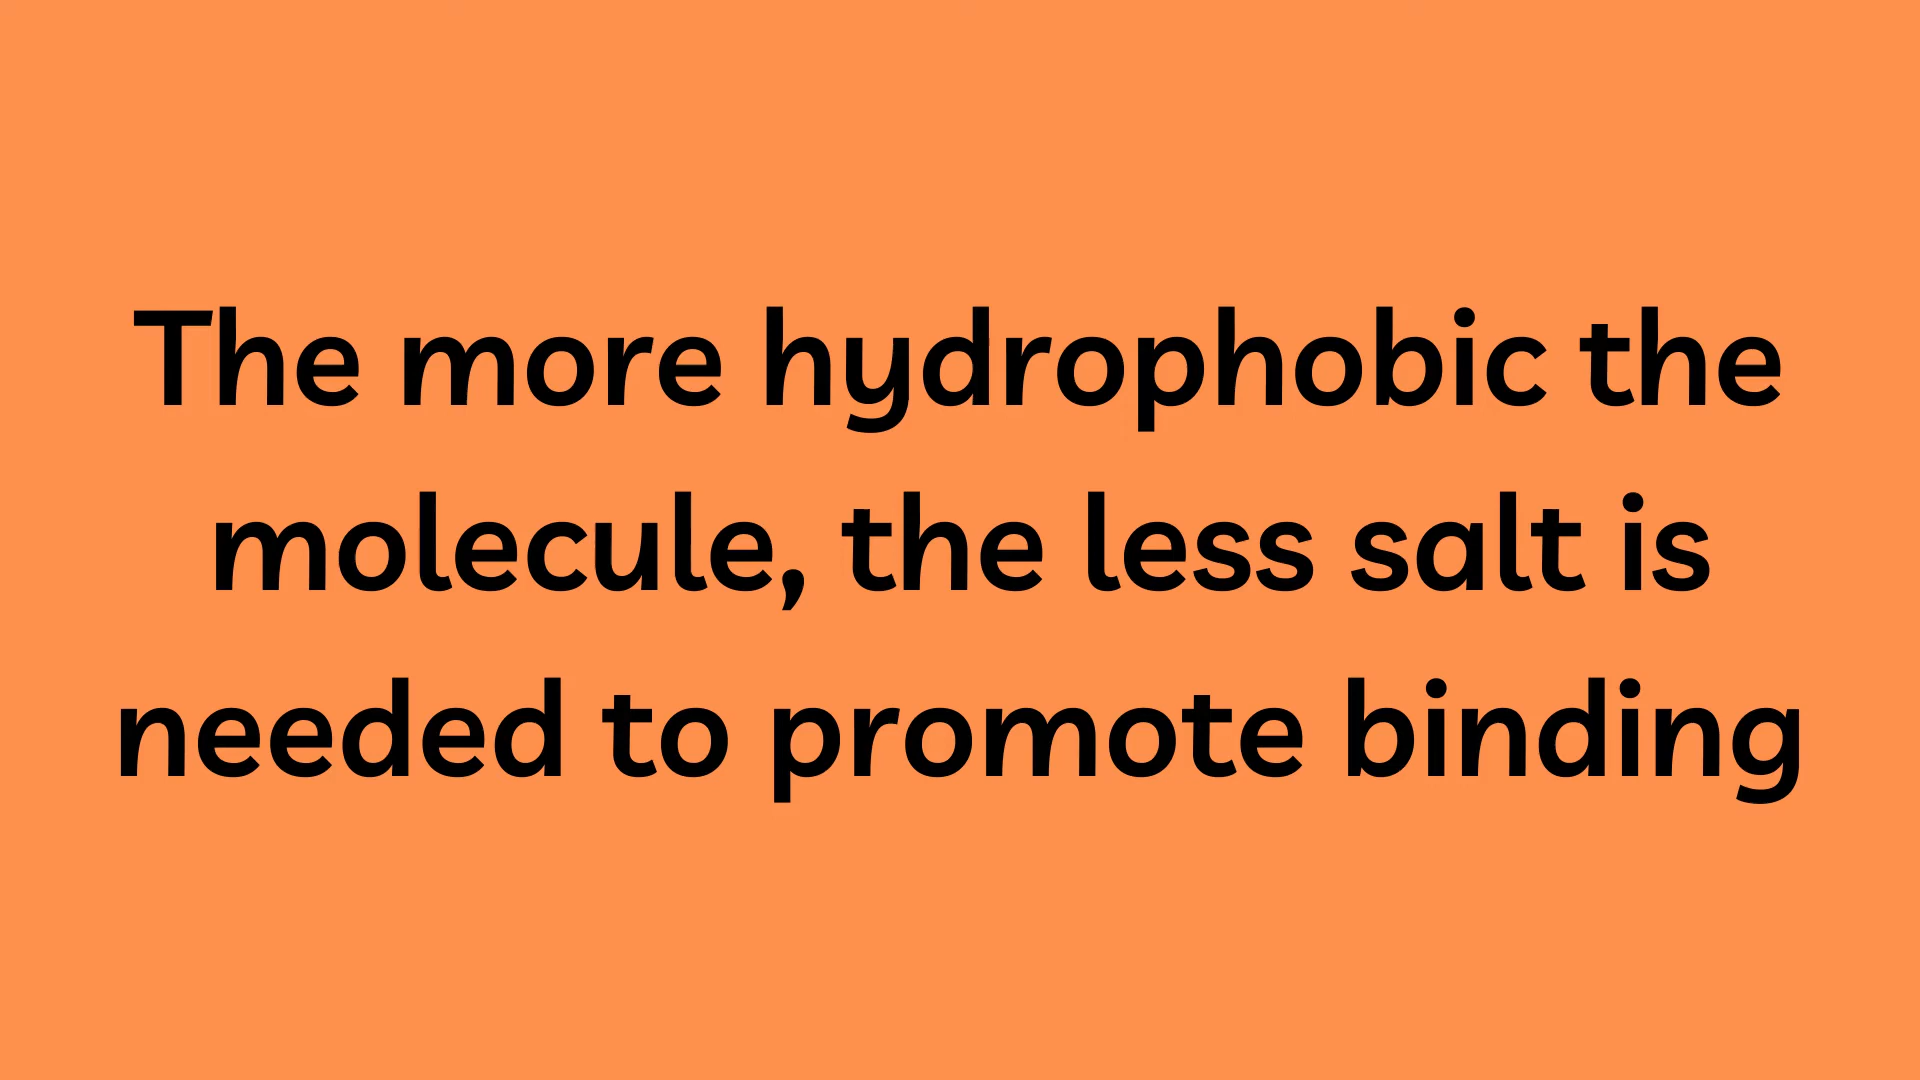 The more hydrophobic the
molecule, the less salt is
needed to promote binding